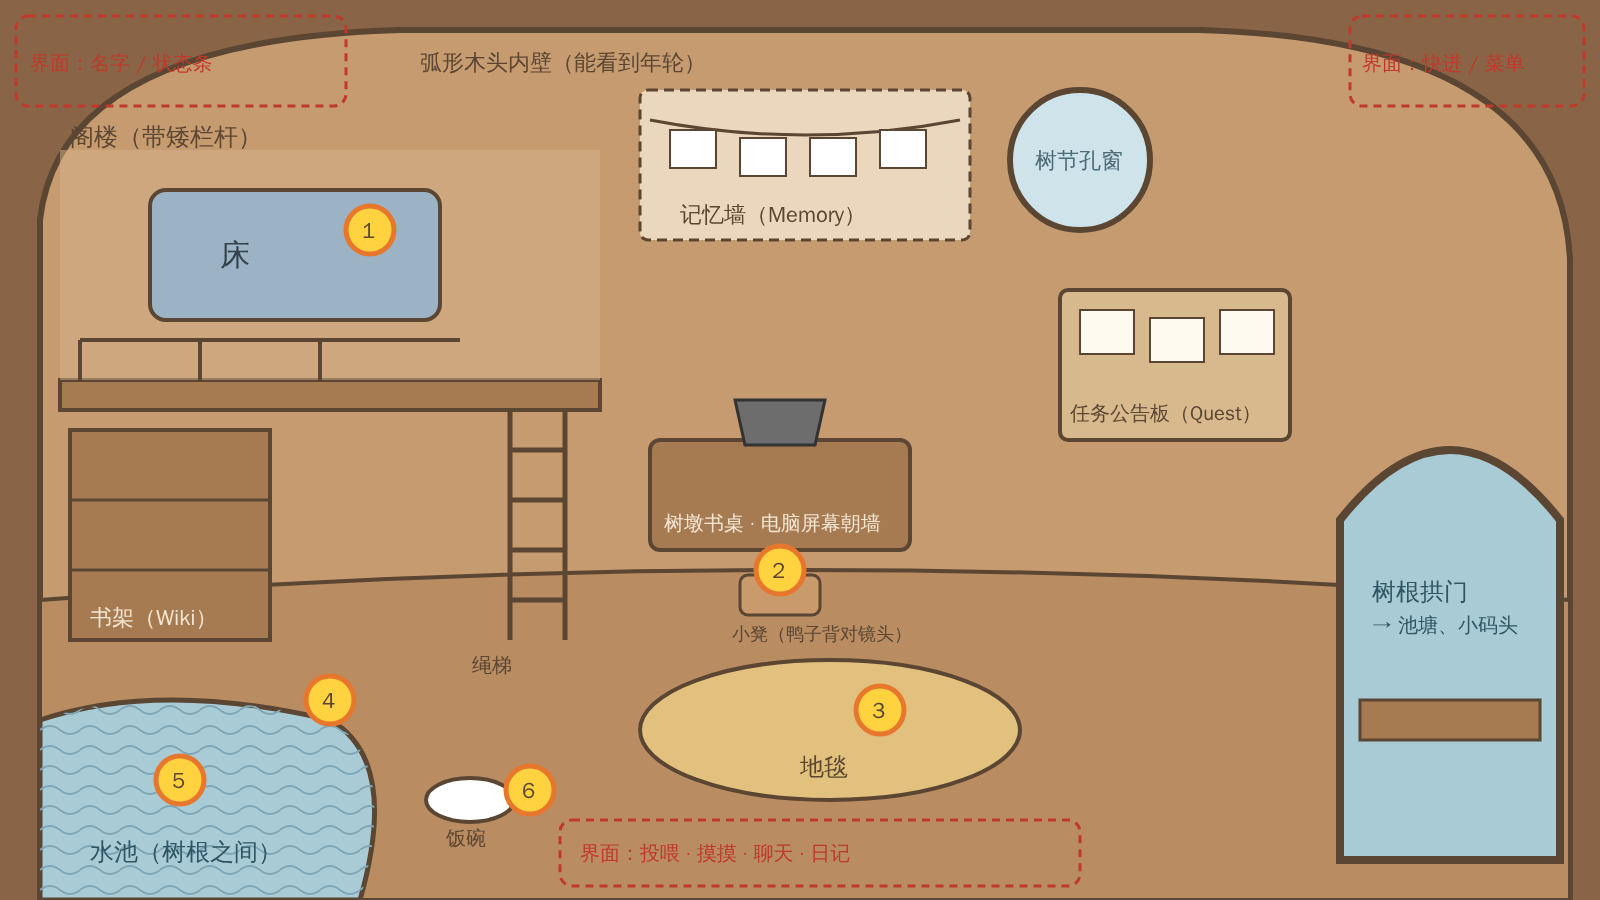 界面：名字 / 状态条
弧形木头内壁（能看到年轮）
界面：快进 / 菜单
阁楼（带矮栏杆）
树节孔窗
记忆墙（Memory）
床
1
任务公告板（Quest）
树墩书桌 · 电脑屏幕朝墙
2
小凳（鸭子背对镜头）
树根拱门
→ 池塘、小码头
书架（Wiki）
绳梯
4
3
地毯
5
6
水池（树根之间）
饭碗
界面：投喂 · 摸摸 · 聊天 · 日记